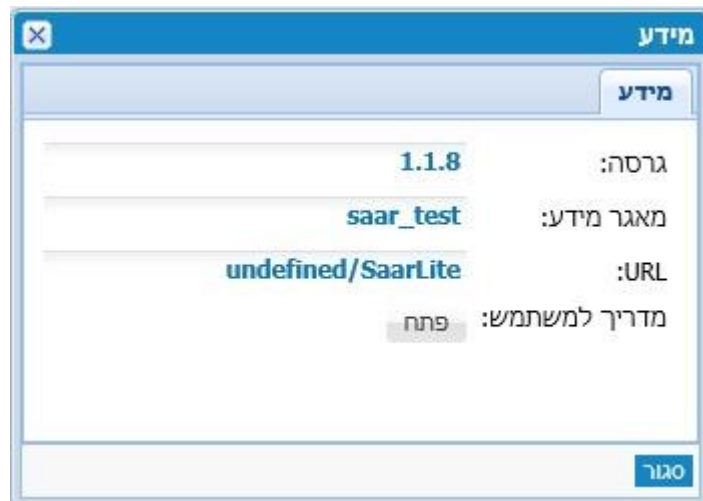 מידע
מידע
גרסה: 1.1.8
מאגר מידע: saar_test
URL: undefined/SaarLite
מדריך למשתמש: פתח
סגור